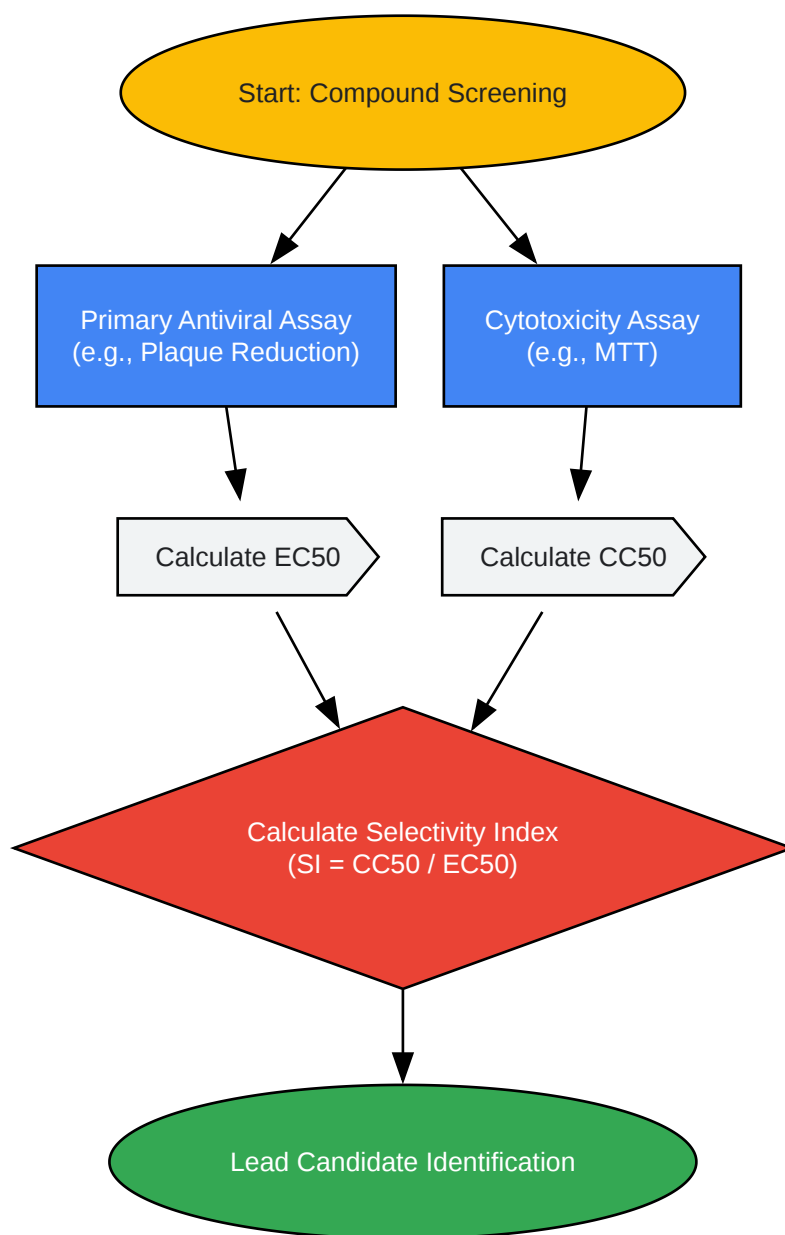 Start: Compound Screening
Primary Antiviral Assay
(e.g., Plaque Reduction)
Cytotoxicity Assay
(e.g., MTT)
Calculate EC50
Calculate CC50
Calculate Selectivity Index
(SI = CC50 / EC50)
Lead Candidate Identification